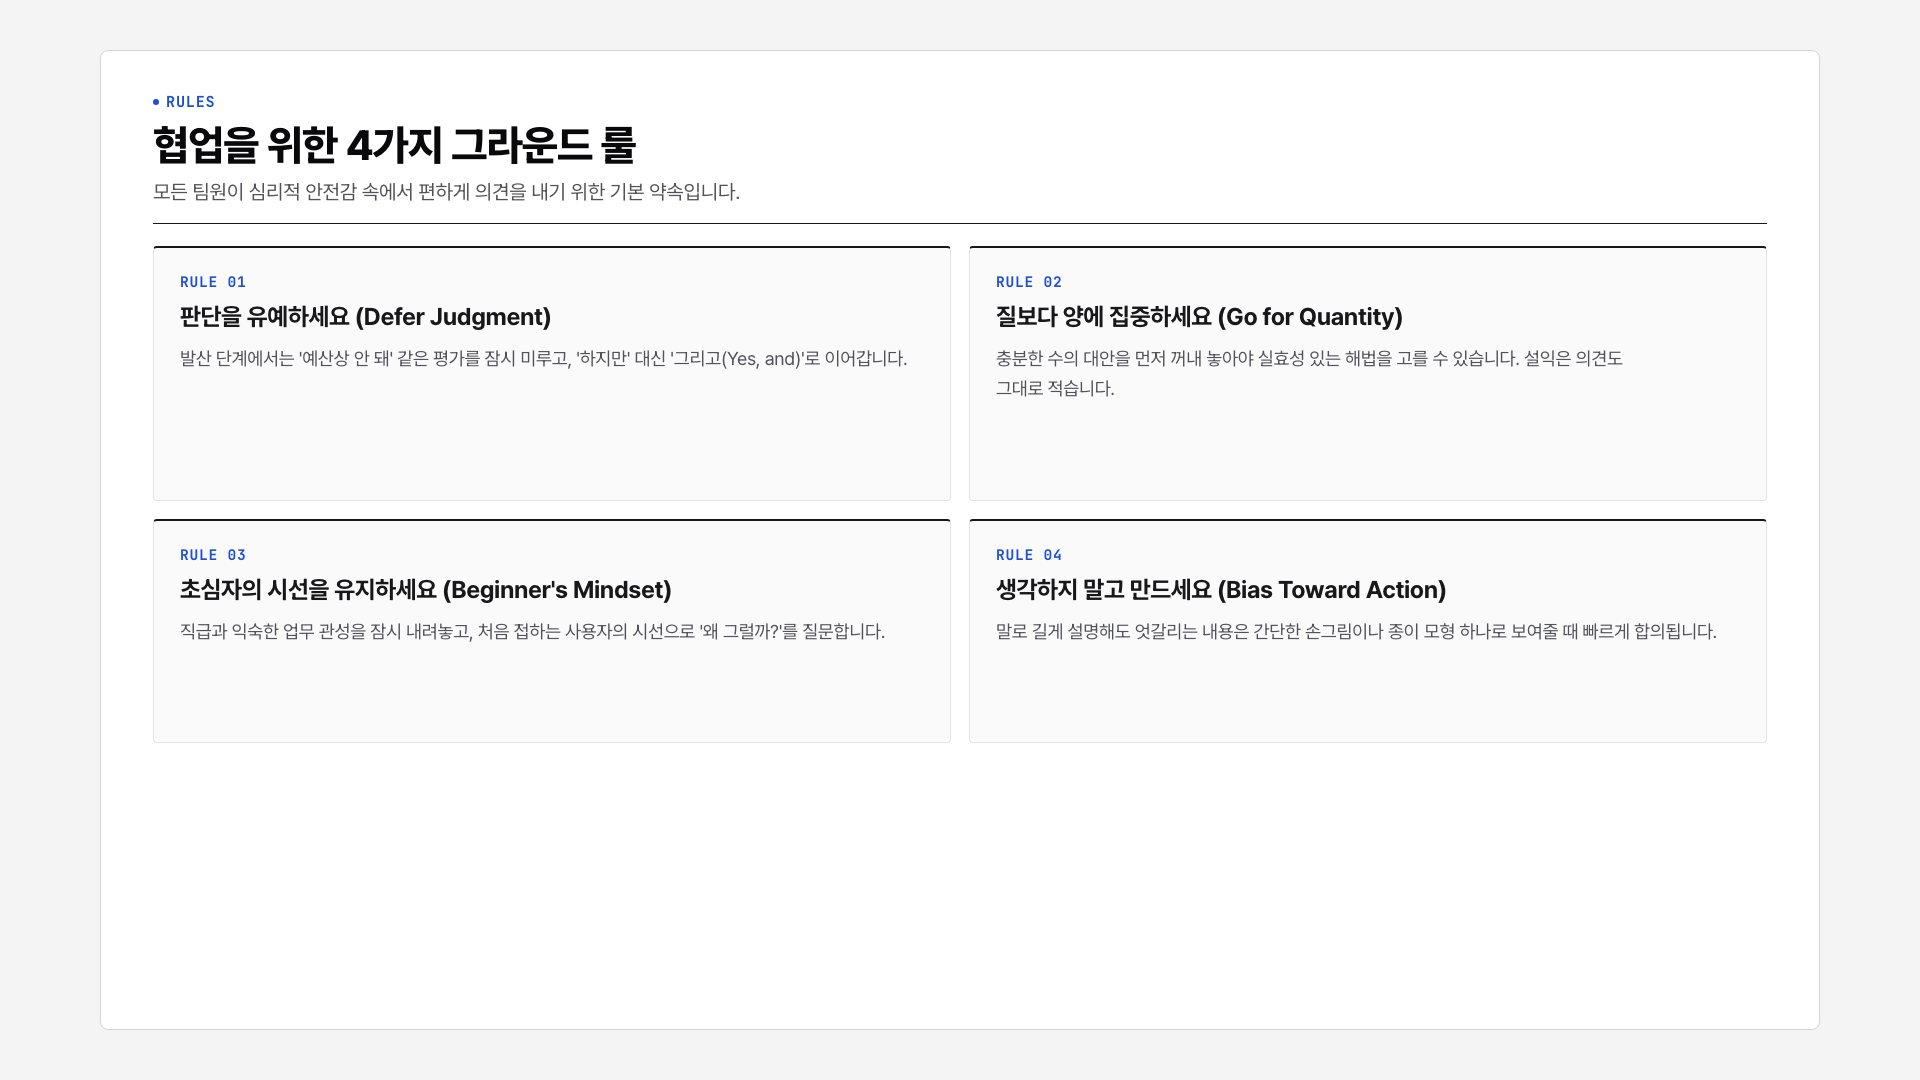 RULES
협업을 위한 4가지 그라운드 룰
모든 팀원이 심리적 안전감 속에서 편하게 의견을 내기 위한 기본 약속입니다.
RULE 01
판단을 유예하세요 (Defer Judgment)
발산 단계에서는 '예산상 안 돼' 같은 평가를 잠시 미루고, '하지만' 대신 '그리고(Yes, and)'로 이어갑니다.
RULE 02
질보다 양에 집중하세요 (Go for Quantity)
충분한 수의 대안을 먼저 꺼내 놓아야 실효성 있는 해법을 고를 수 있습니다. 설익은 의견도
그대로 적습니다.
RULE 03
초심자의 시선을 유지하세요 (Beginner's Mindset)
직급과 익숙한 업무 관성을 잠시 내려놓고, 처음 접하는 사용자의 시선으로 '왜 그럴까?'를 질문합니다.
RULE 04
생각하지 말고 만드세요 (Bias Toward Action)
말로 길게 설명해도 엇갈리는 내용은 간단한 손그림이나 종이 모형 하나로 보여줄 때 빠르게 합의됩니다.